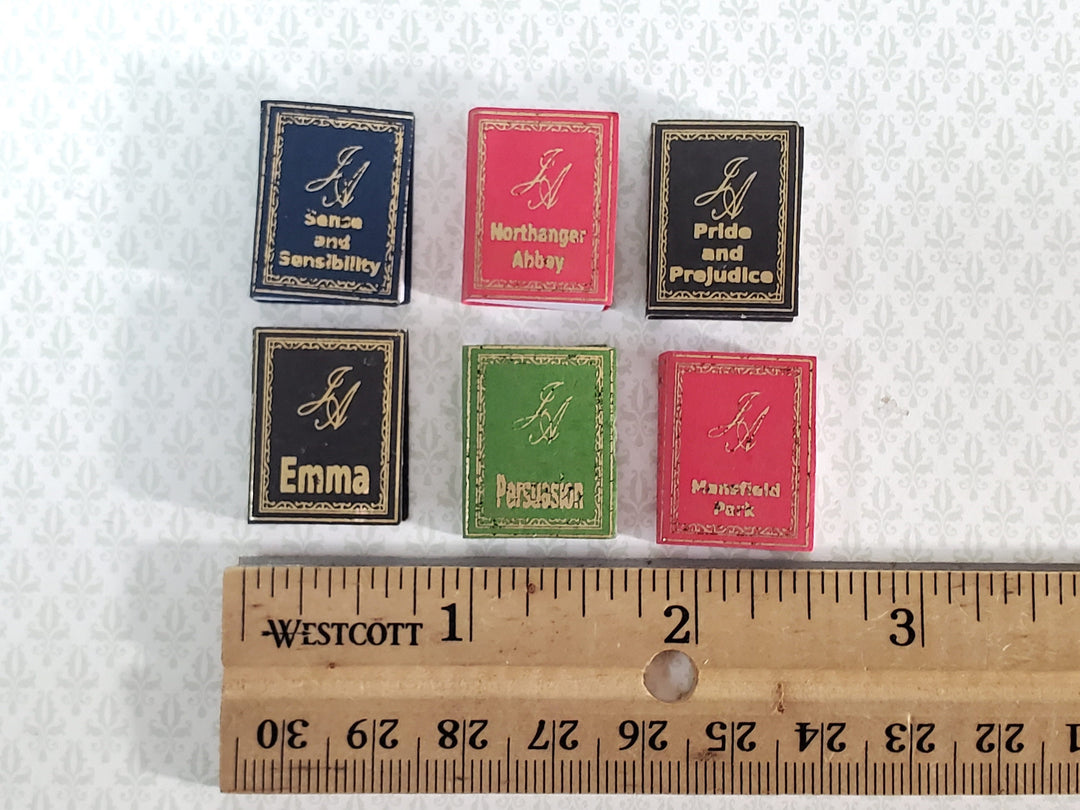 JA
Sense
and
Sensibility
JA
Northanger
Abbey
JA
Pride
and
Prejudice
JA
Emma
JA
Persuasion
JA
Mansfield
Park
WESTCOTT 1 2 3
30 29 28 27 26 25 24 23 22